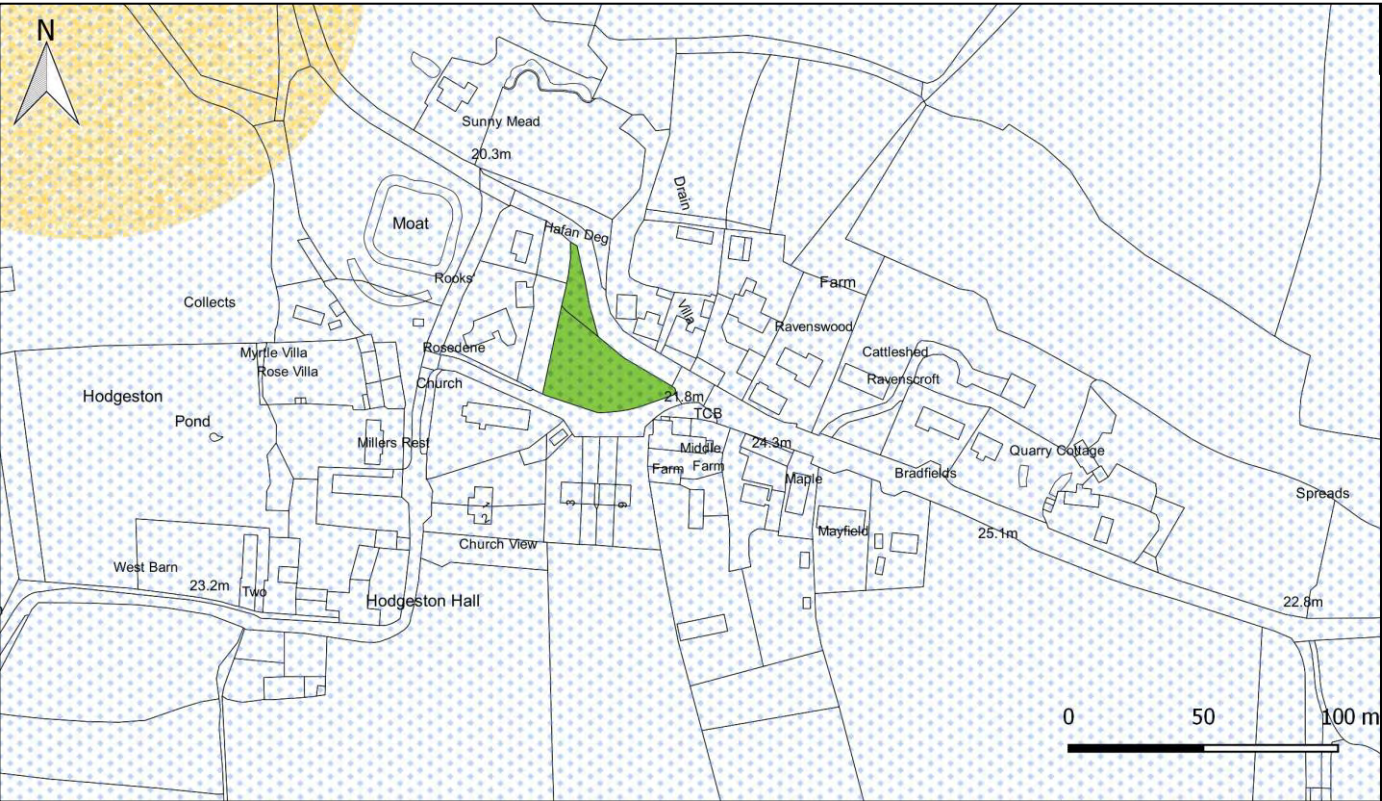 N
Sunny Mead
20.3m
Drain
Moat
Hafan Deg
Rooks'
Farm
Collects
Villa
Ravenswood
Rosedene
Myrtle Villa
Cattleshed
Rose Villa
Ravenscroft
Church
Hodgeston
21.8m
TCB
Pond
Millers Rest
24.3m
Middle
Quarry Cottage
Farm
Farm
Bradfields
Maple
Spreads
1
2
3
9
Mayfield
25.1m
Church View
West Barn
23.2m
Two
Hodgeston Hall
22.8m
0 50 100 m